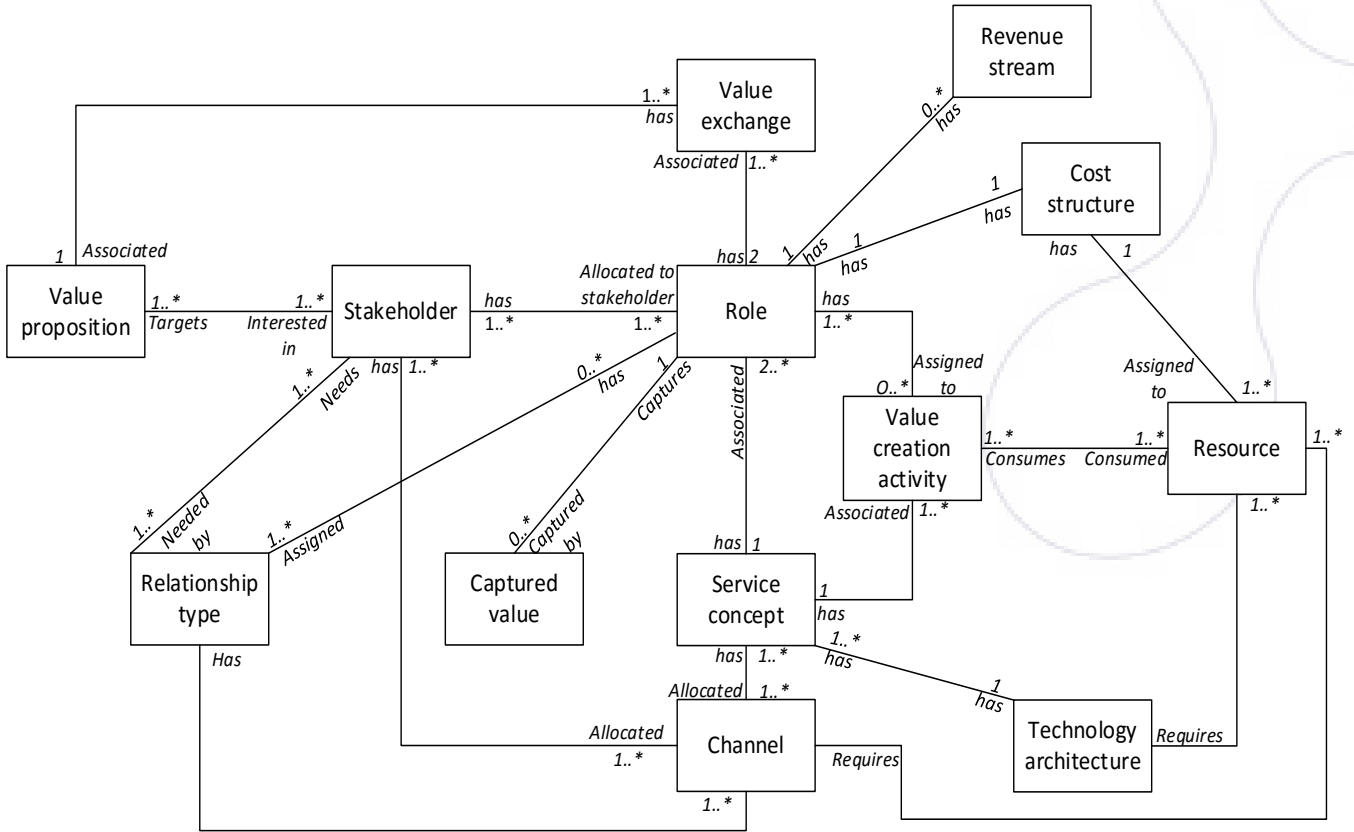 Revenue
stream
Value
exchange
1..*
has
0..*
has
Associated
1..*
Cost
structure
1
has
has
1
1
Associated
has
2
1
has
1
has
Value
proposition
1..*
Targets
1..*
Interested
in
Stakeholder
has
1..*
Allocated to
stakeholder
1..*
Role
has
1..*
has
1..*
1..*
Needs
0..*
has
1
Captures
2..*
Associated
Assigned
to
0..*
Assigned
to
1..*
Value
creation
activity
1..*
Consumes
1..*
Consumed
Resource
1..*
1..*
Associated
1..*
1..*
Needed
by
1..*
Assigned
0..*
Captured
by
has
1
Relationship
type
Captured
value
Service
concept
1
has
Has
has
1..*
1..*
has
Allocated
1..*
1
has
Allocated
1..*
Channel
Requires
Technology
architecture
Requires
1..*